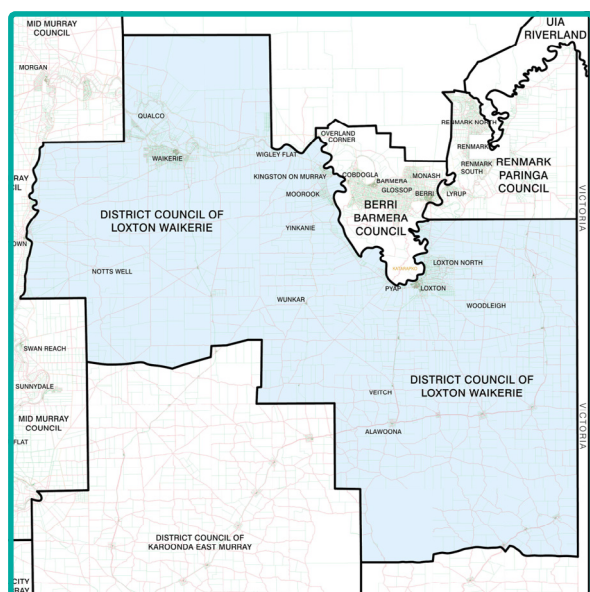 MID MURRAY
COUNCIL
UIA
RIVERLAND
MORGAN
QUALCO
RENMARK NORTH
OVERLAND
CORNER
WAIKERIE
WIGLEY FLAT
RENMARK
RENMARK
SOUTH
RENMARK
PARINGA
COUNCIL
KINGSTON ON MURRAY
COBDOGLA
BARMERA
MONASH
GLOSSOP
MOOROOK
BERRI
LYRUP
BERRI
BARMERA
COUNCIL
VICTORIA
RAY
CIL
DISTRICT COUNCIL OF
LOXTON WAIKERIE
YINKANIE
OWN
NOTTS WELL
LOXTON NORTH
PYAP
LOXTON
WUNKAR
WOODLEIGH
SWAN REACH
SUNNYDALE
DISTRICT COUNCIL OF
LOXTON WAIKERIE
VEITCH
MID MURRAY
COUNCIL
VICTORIA
ALAWOONA
FLAT
DISTRICT COUNCIL OF
KAROONDA EAST MURRAY
CITY
RAY